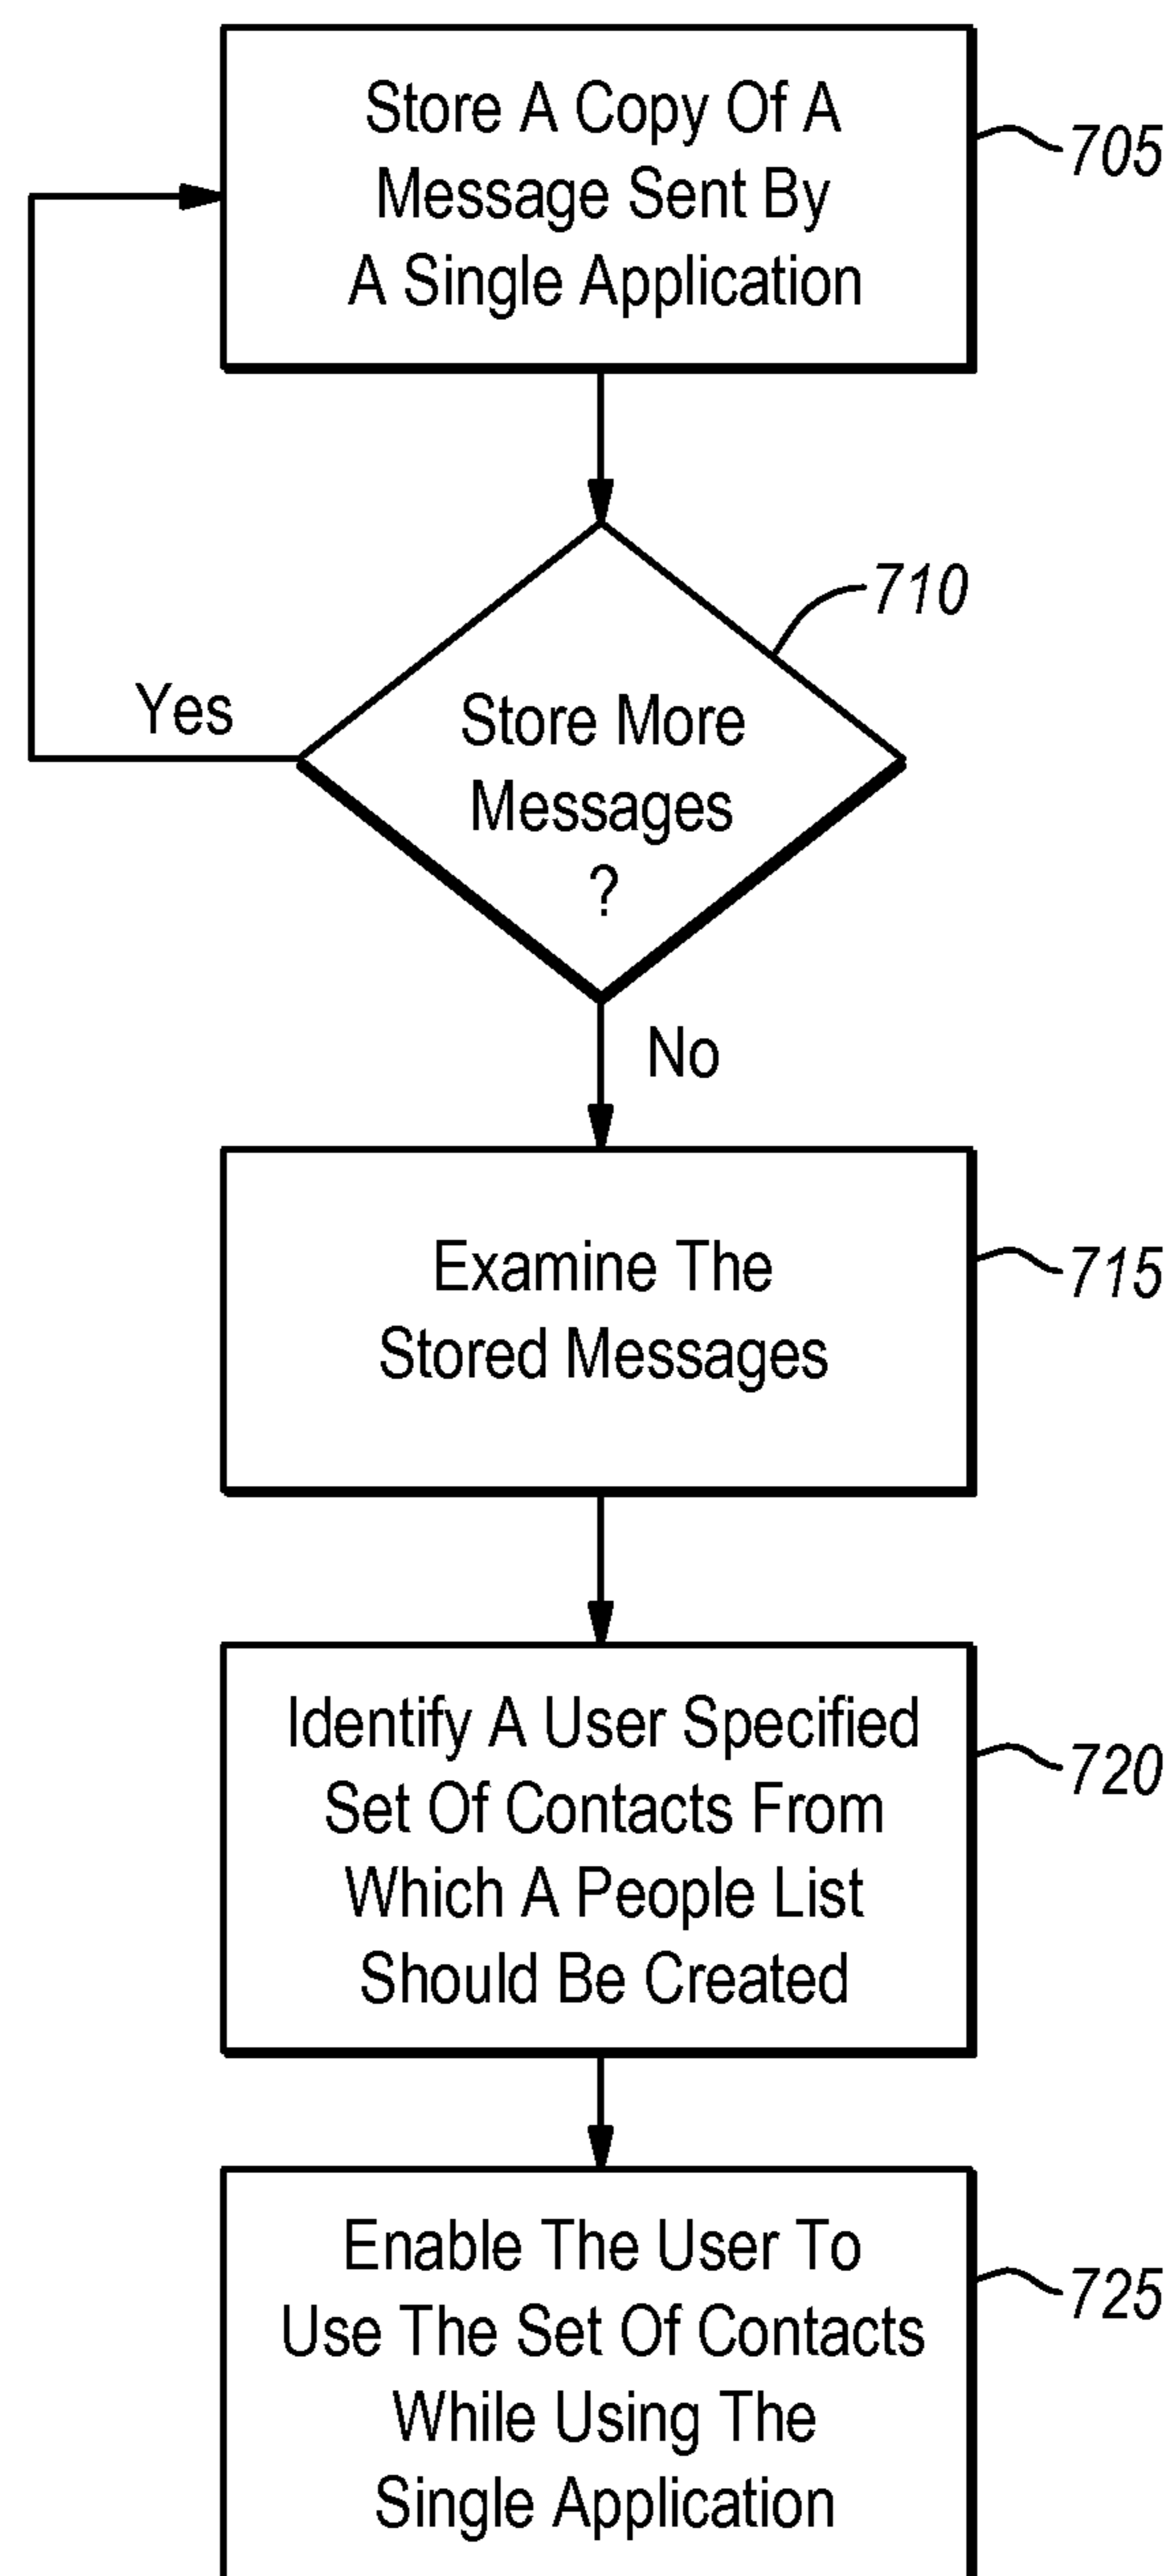 Store A Copy Of A
Message Sent By
A Single Application
705
710
Yes
Store More
Messages
?
No
Examine The
Stored Messages
715
Identify A User Specified
Set Of Contacts From
Which A People List
Should Be Created
720
Enable The User To
Use The Set Of Contacts
While Using The
Single Application
725